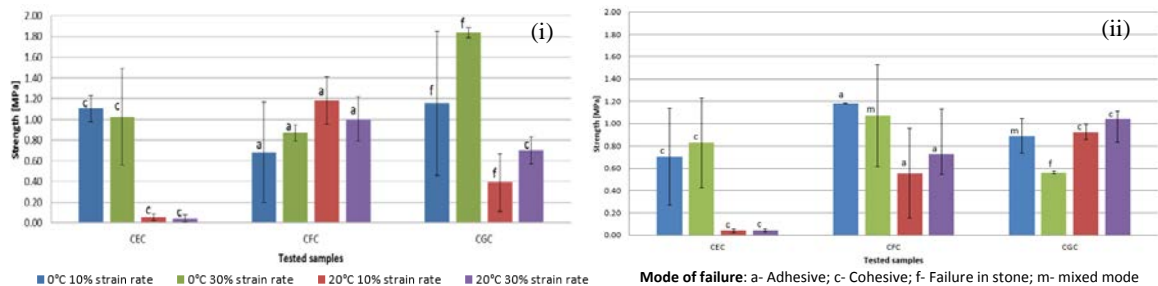 (i)
Strength [MPa]
2.00
1.80
1.60
1.40
1.20
1.00
0.80
0.60
0.40
0.20
0.00
c c c c
a a a a
f f f c
CEC CFC CGC
Tested samples
0°C 10% strain rate 0°C 30% strain rate 20°C 10% strain rate 20°C 30% strain rate
(ii)
Strength [MPa]
2.00
1.80
1.60
1.40
1.20
1.00
0.80
0.60
0.40
0.20
0.00
c c c c
a m a a
m f c c
CEC CFC CGC
Tested samples
Mode of failure: a- Adhesive; c- Cohesive; f- Failure in stone; m- mixed mode